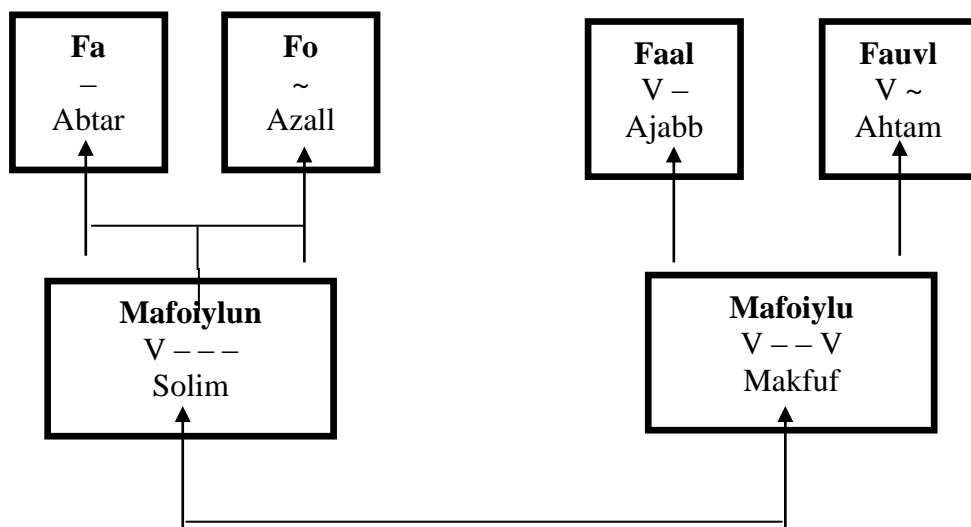 Fa
–
Abtar
Fo
~
Azall
Faal
V –
Ajabb
Fauvl
V ~
Ahtam
Mafoiylun
V – – –
Solim
Mafoiylu
V – – V
Makfuf